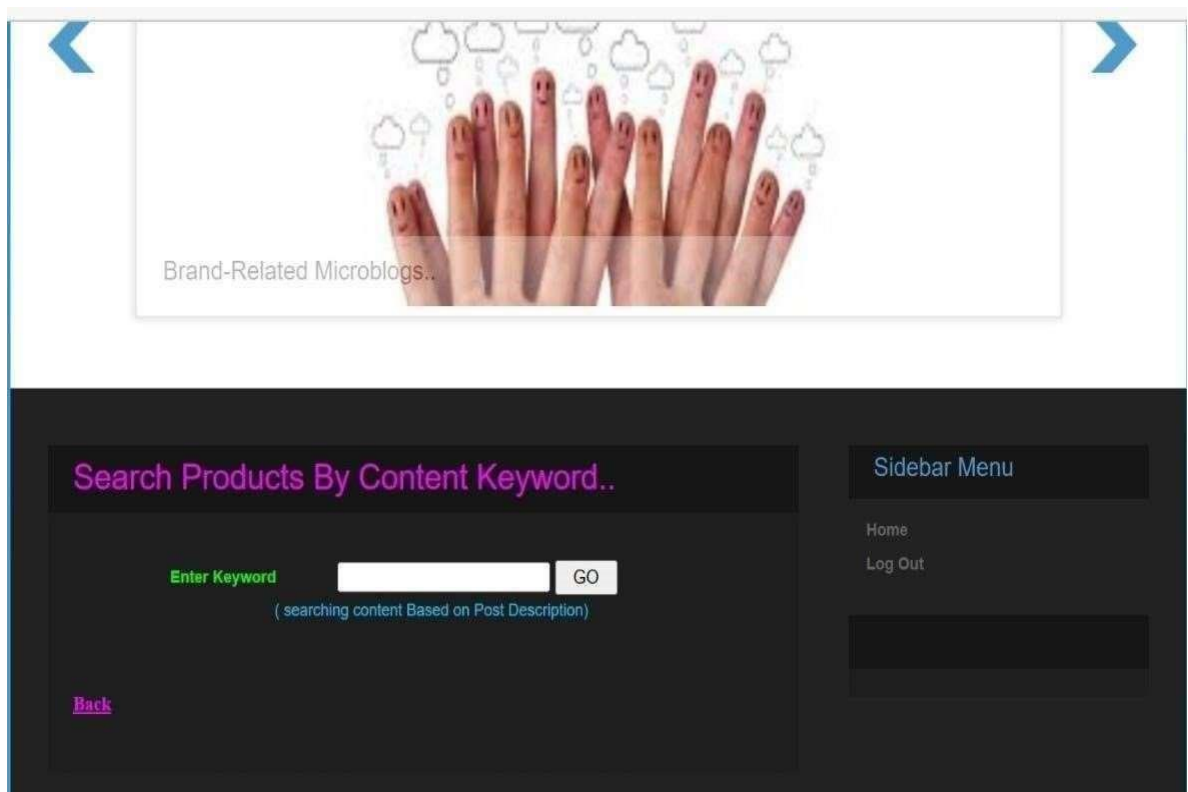 Brand-Related Microblogs..
Search Products By Content Keyword..
Enter Keyword
GO
( searching content Based on Post Description)
Back
Sidebar Menu
Home
Log Out